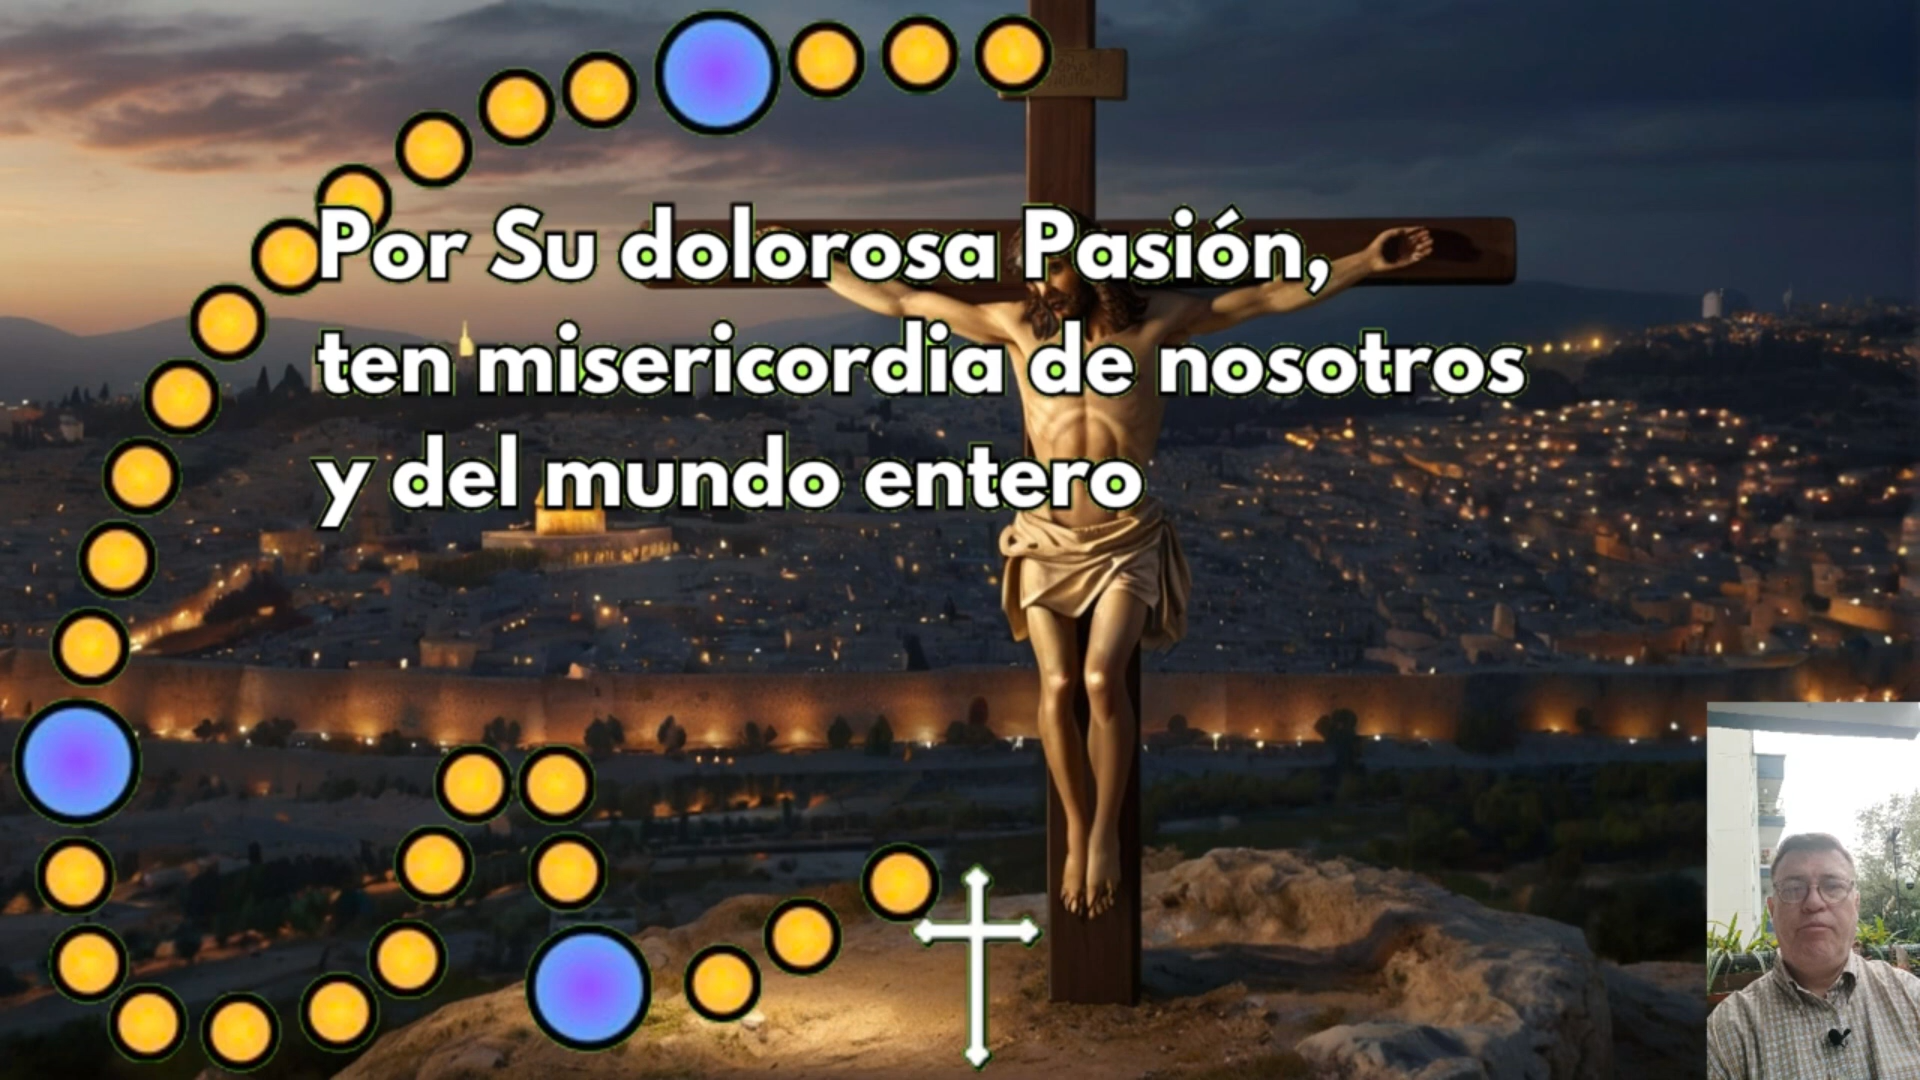 Por Su dolorosa Pasión,
ten misericordia de nosotros
y del mundo entero